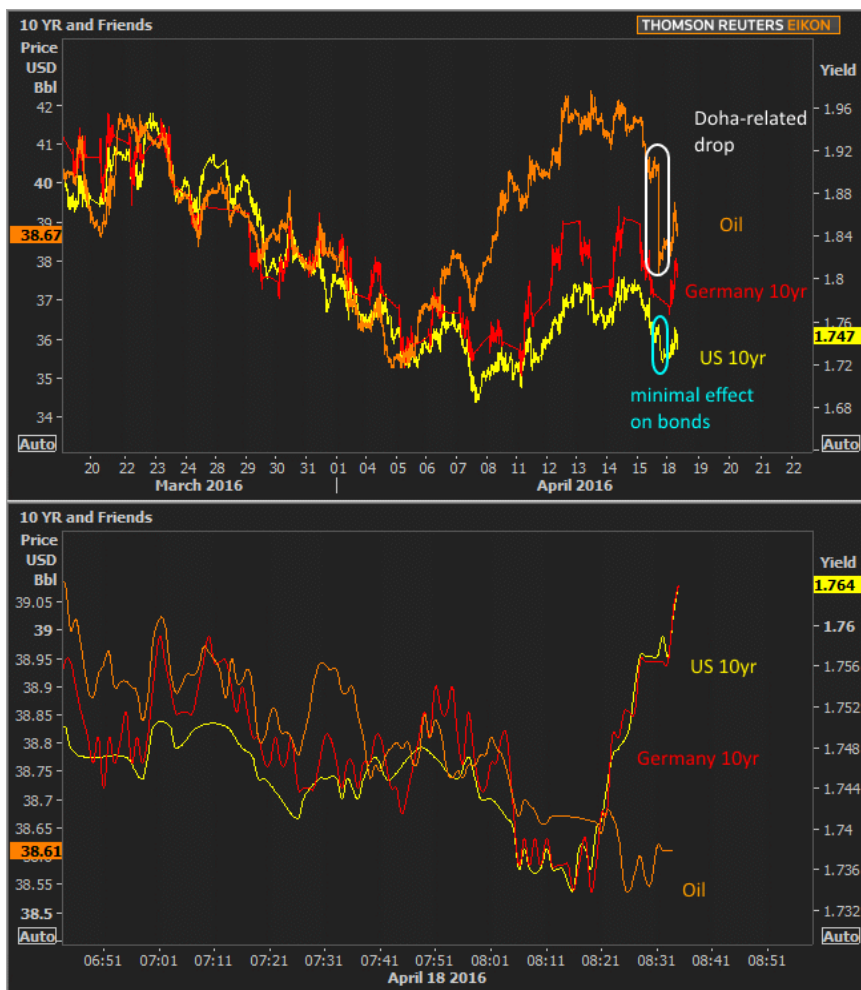 10 YR and Friends
THOMSON REUTERS EIKON
Price
USD
Bbl
Yield
42
41
40
39
38.67
38
37
36
35
34
Auto
1.96
1.92
1.88
1.84
1.8
1.76
1.747
1.72
1.68
Auto
Doha-related
drop
Oil
Germany 10yr
US 10yr
minimal effect
on bonds
20 22 23 24 28 29 30 31 01 04 05 06 07 08 11 12 13 14 15 18 19 20 21 22
March 2016 April 2016
10 YR and Friends
Price
USD
Bbl
Yield
39.05
39
38.95
38.9
38.85
38.8
38.75
38.7
38.65
38.61
38.55
38.5
Auto
1.764
1.76
1.756
1.752
1.748
1.744
1.74
1.736
1.732
Auto
US 10yr
Germany 10yr
Oil
06:51 07:01 07:11 07:21 07:31 07:41 07:51 08:01 08:11 08:21 08:31 08:41 08:51
April 18 2016